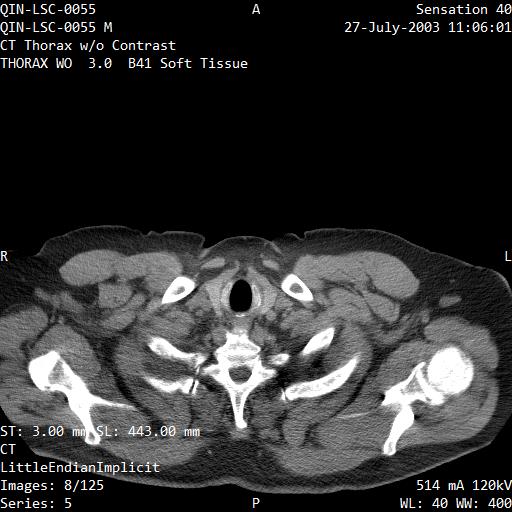 QIN-LSC-0055 A Sensation 40
QIN-LSC-0055 M 27-July-2003 11:06:01
CT Thorax w/o Contrast
THORAX WO 3.0 B41 Soft Tissue
R L
ST: 3.00 mm SL: 443.00 mm
CT
LittleEndianImplicit
Images: 8/125 514 mA 120kV
Series: 5 P WL: 40 WW: 400